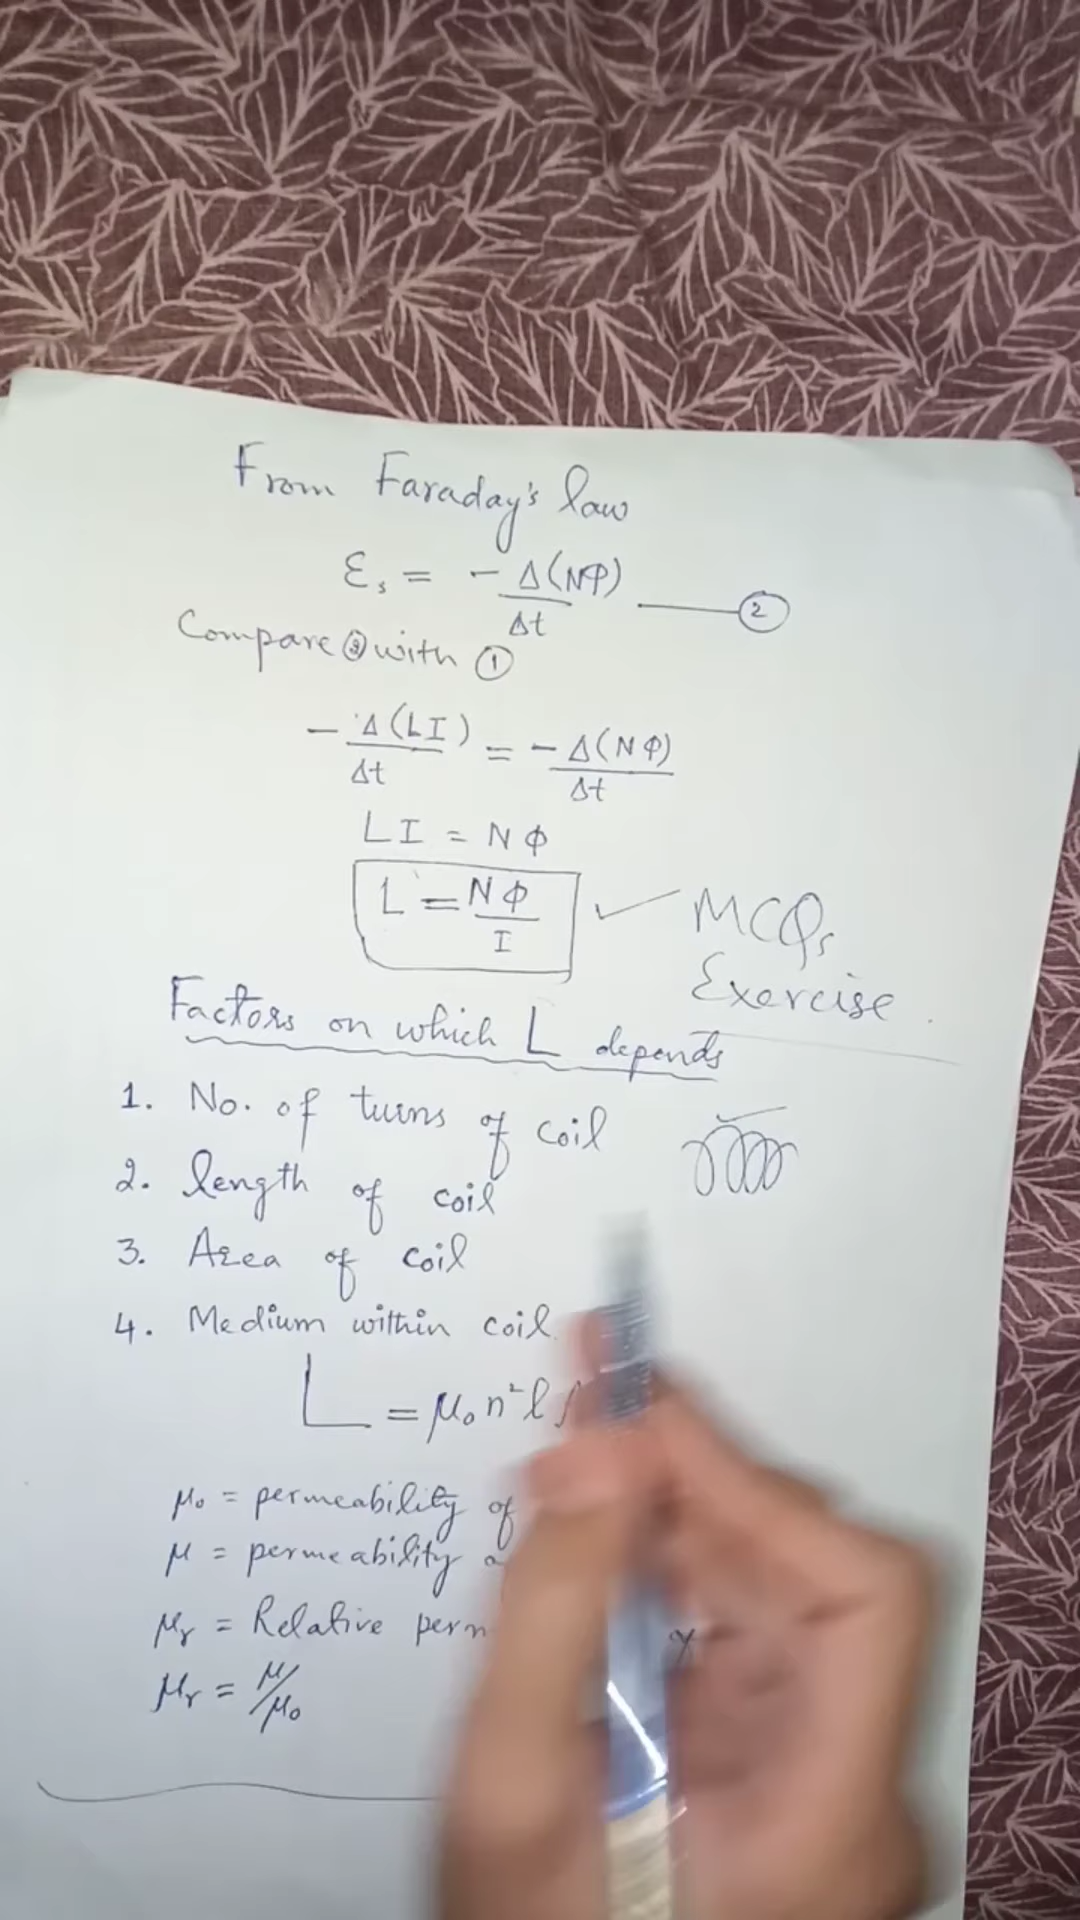 From Faraday's law
Ɛs = - Δ(NΦ)/Δt ——— ②
Compare ② with ①
- Δ(LI)/Δt = - Δ(NΦ)/Δt
LI = NΦ
L = NΦ/I ✓ MCQs
Exercise.
Factors on which L depends
1. No. of turns of coil
2. length of coil
3. Area of coil
4. Medium within coil
L = μ₀n²l
μ₀ = permeability of
μ = permeability
μr = Relative
μr = μ/μ₀